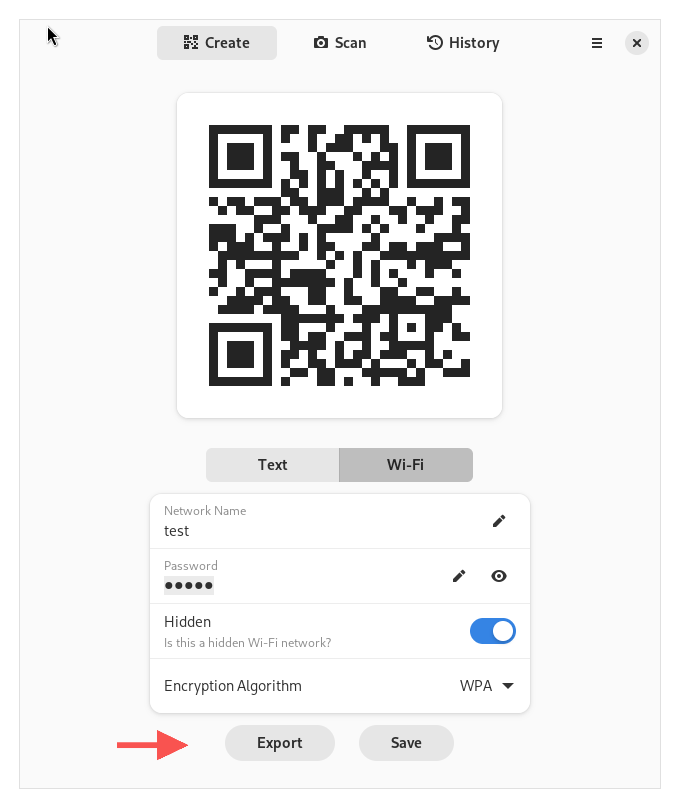 Create Scan History
Text Wi-Fi
Network Name
test
Password
●●●●●
Hidden
Is this a hidden Wi-Fi network?
Encryption Algorithm WPA
Export Save